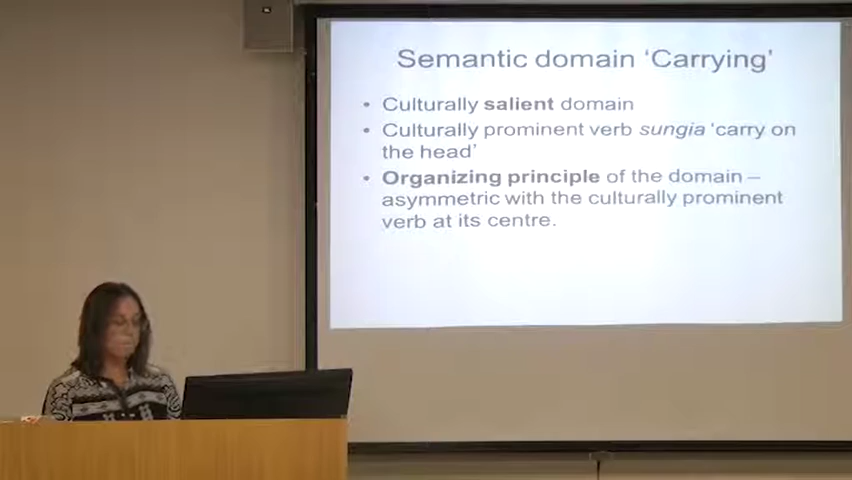 Semantic domain ‘Carrying’
• Culturally salient domain
• Culturally prominent verb sungia ‘carry on
the head’
• Organizing principle of the domain –
asymmetric with the culturally prominent
verb at its centre.